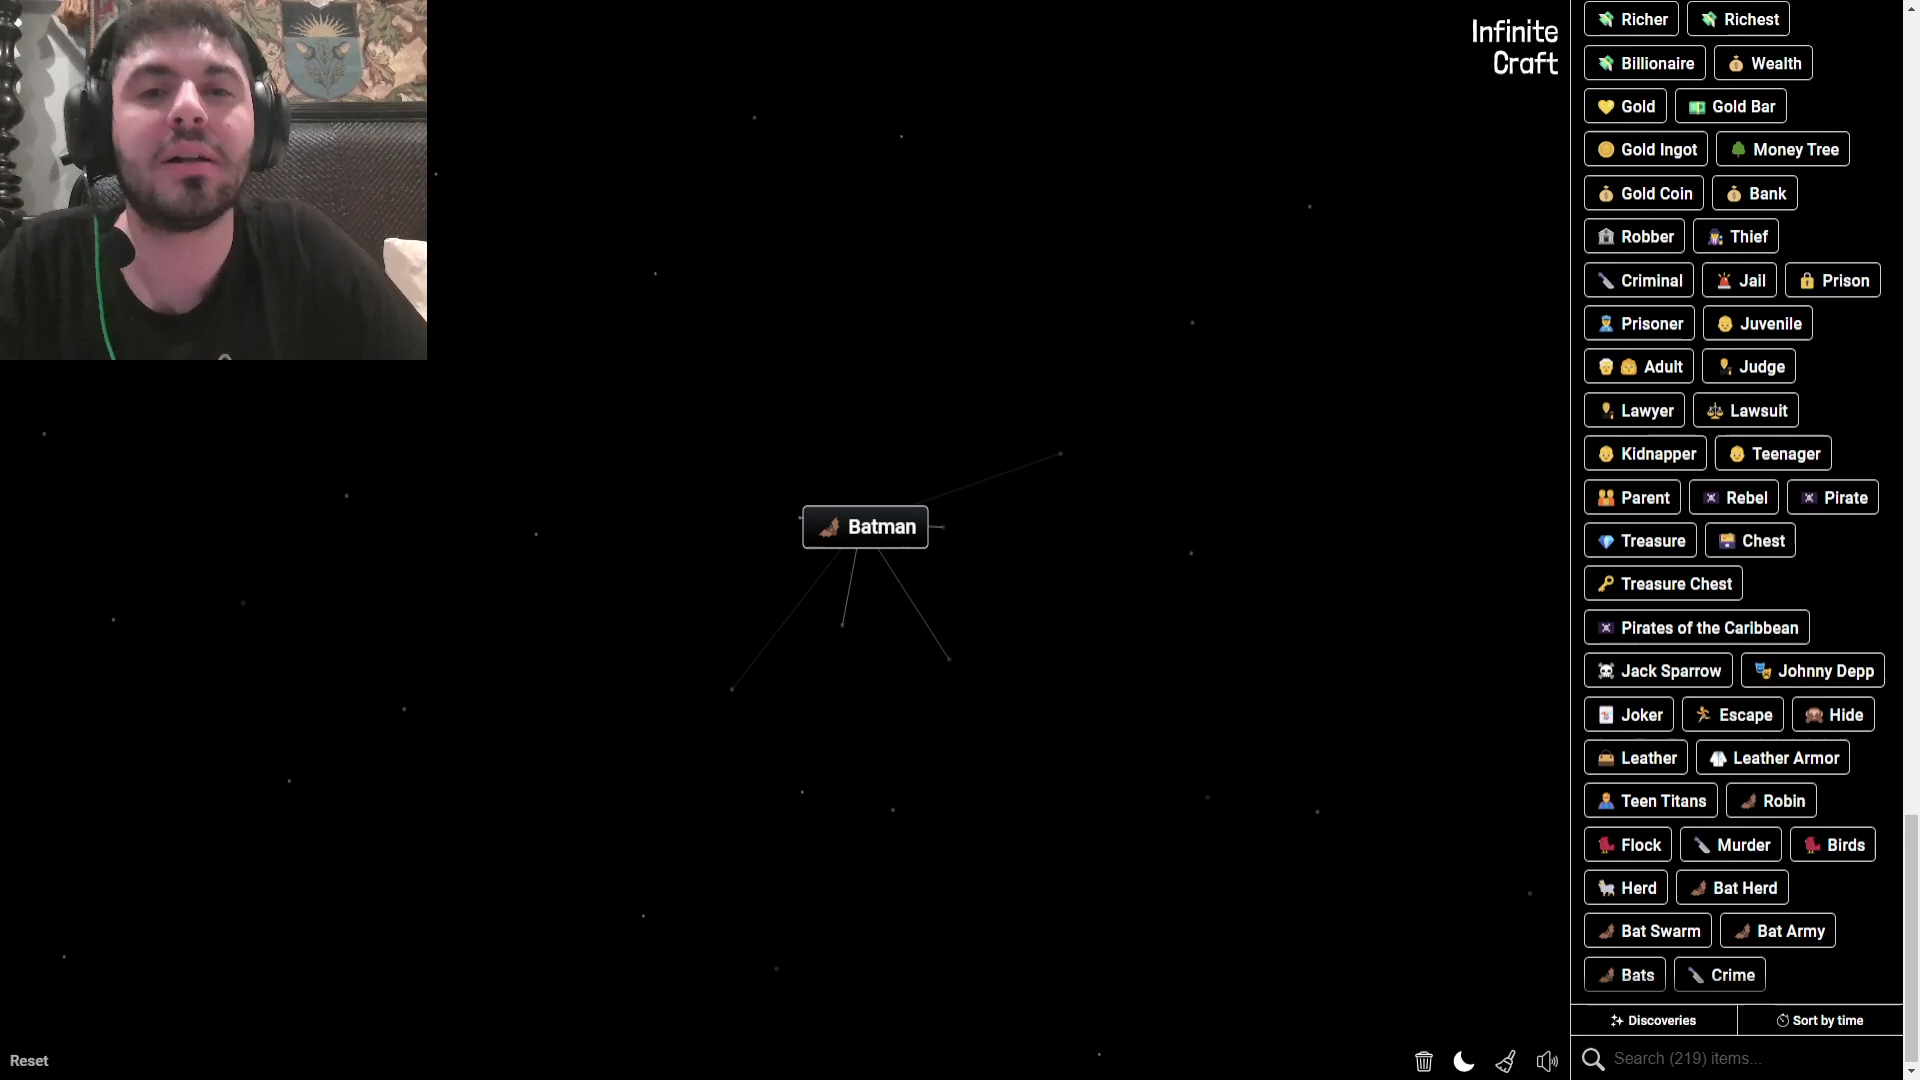 Infinite
Craft
Batman
Reset
Richer Richest
Billionaire Wealth
Gold Gold Bar
Gold Ingot Money Tree
Gold Coin Bank
Robber Thief
Criminal Jail Prison
Prisoner Juvenile
Adult Judge
Lawyer Lawsuit
Kidnapper Teenager
Parent Rebel Pirate
Treasure Chest
Treasure Chest
Pirates of the Caribbean
Jack Sparrow Johnny Depp
Joker Escape Hide
Leather Leather Armor
Teen Titans Robin
Flock Murder Birds
Herd Bat Herd
Bat Swarm Bat Army
Bats Crime
Discoveries Sort by time
Search (219) items...